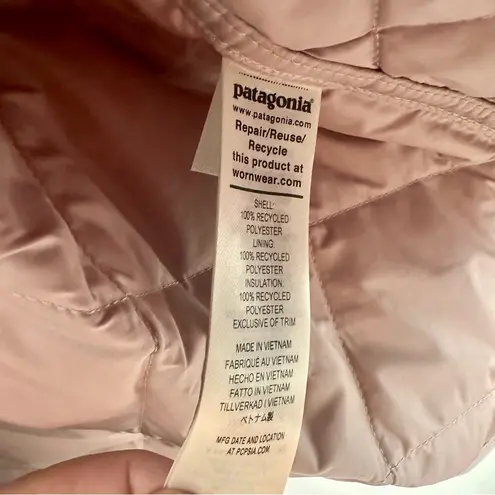 patagonia®
www.patagonia.com
Repair/Reuse/
Recycle
this product at
wornwear.com
SHELL:
100% RECYCLED
POLYESTER
LINING:
100% RECYCLED
POLYESTER
INSULATION:
100% RECYCLED
POLYESTER
EXCLUSIVE OF TRIM
MADE IN VIETNAM
FABRIQUÉ AU VIETNAM
HECHO EN VIETNAM
FATTO IN VIETNAM
TILLVERKAD I VIETNAM
ベトナム製
MFG DATE AND LOCATION
AT PCPSIA.COM